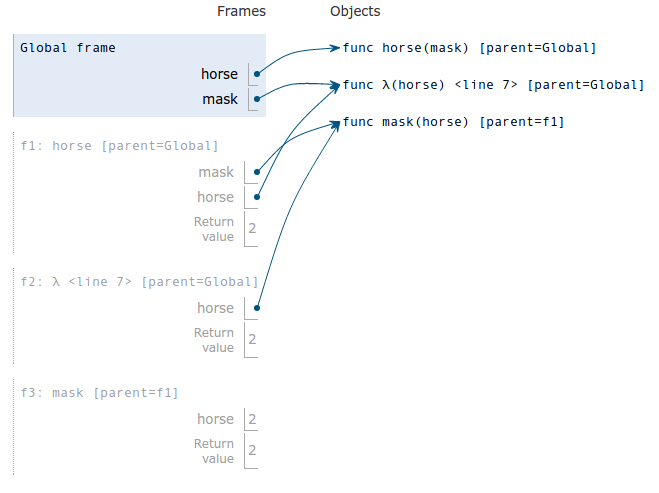 Frames Objects
Global frame
func horse(mask) [parent=Global]
horse
func λ(horse) <line 7> [parent=Global]
mask
func mask(horse) [parent=f1]
f1: horse [parent=Global]
mask
horse
Return
value 2
f2: λ <line 7> [parent=Global]
horse
Return
value 2
f3: mask [parent=f1]
horse 2
Return
value 2